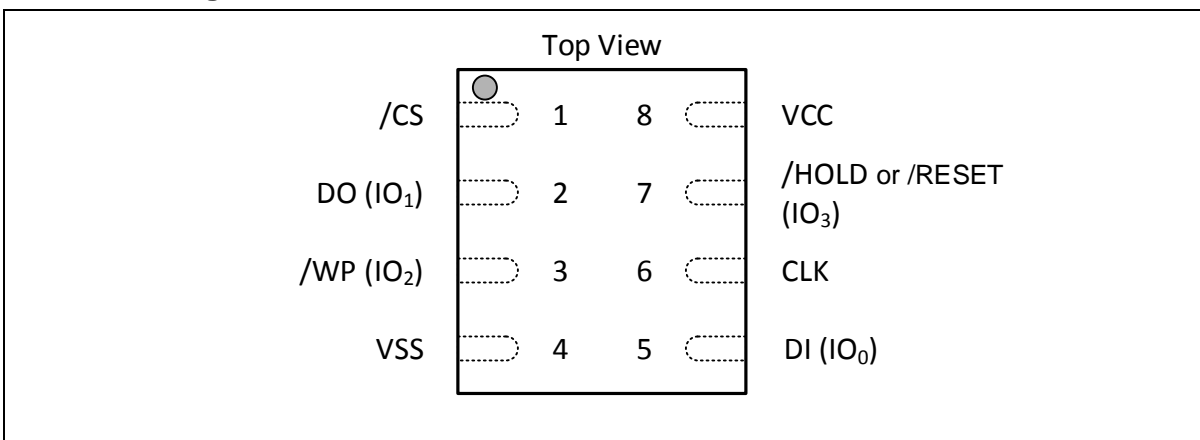 Top View
/CS 1 8 VCC
DO (IO₁) 2 7 /HOLD or /RESET
(IO₃)
/WP (IO₂) 3 6 CLK
VSS 4 5 DI (IO₀)